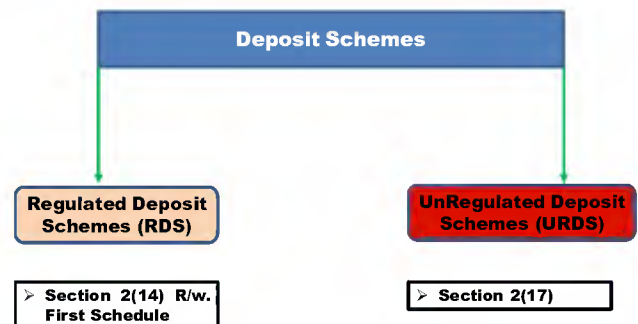 Deposit Schemes
Regulated Deposit
Schemes (RDS)
UnRegulated Deposit
Schemes (URDS)
➢ Section 2(14) R/w.
First Schedule
➢ Section 2(17)